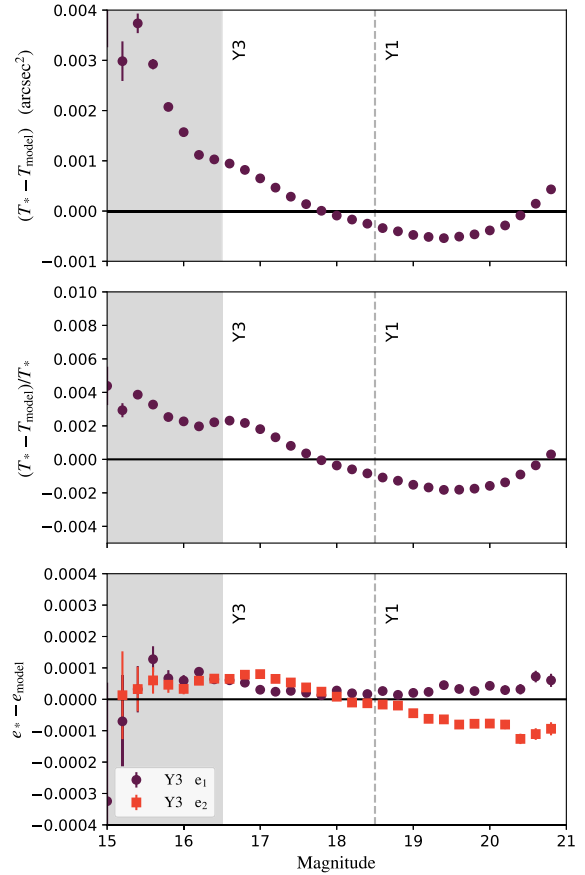 0.004
0.003
0.002
0.001
0.000
−0.001
(T* − Tmodel) (arcsec²)
Y3
Y1
0.010
0.008
0.006
0.004
0.002
0.000
−0.002
−0.004
(T* − Tmodel)/T*
Y3
Y1
0.0004
0.0003
0.0002
0.0001
0.0000
−0.0001
−0.0002
−0.0003
−0.0004
e* − emodel
Y3
Y1
Y3 e₁
Y3 e₂
15 16 17 18 19 20 21
Magnitude